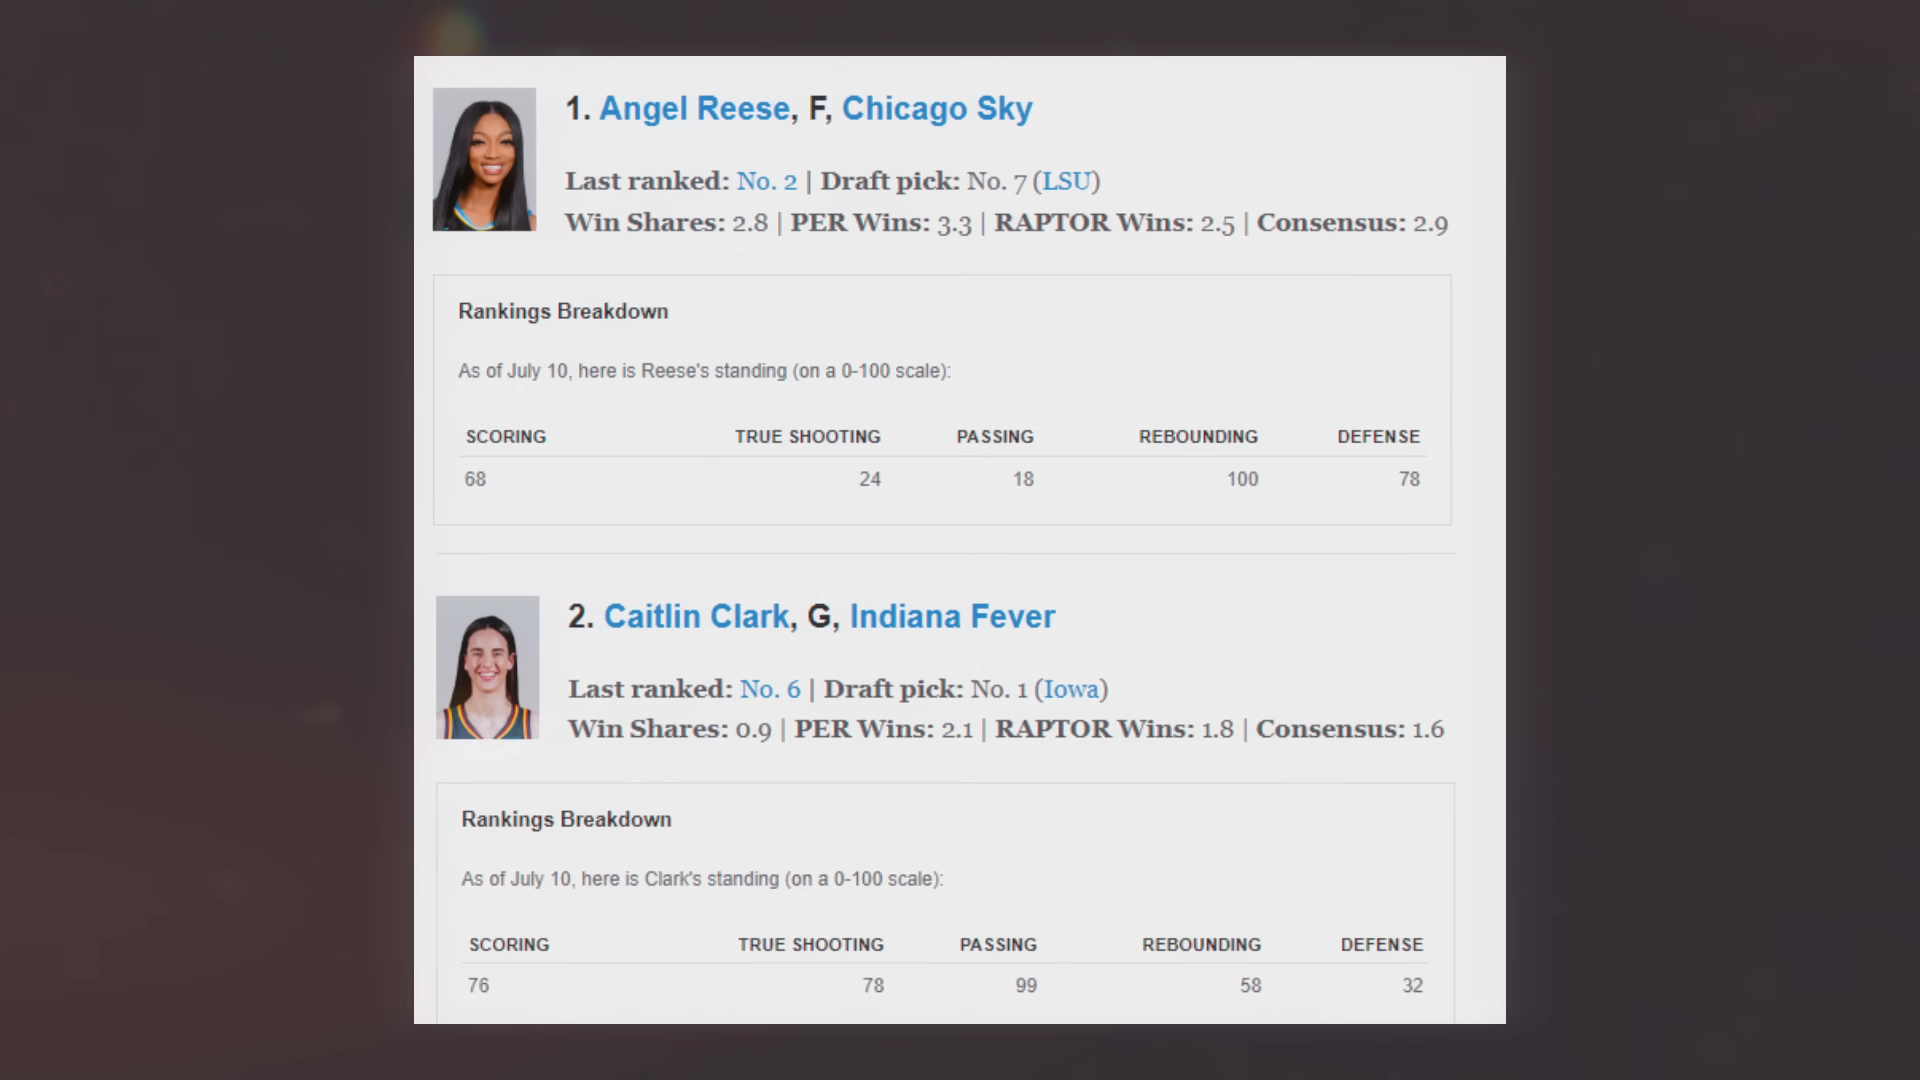 1. Angel Reese, F, Chicago Sky
Last ranked: No. 2 | Draft pick: No. 7 (LSU)
Win Shares: 2.8 | PER Wins: 3.3 | RAPTOR Wins: 2.5 | Consensus: 2.9
Rankings Breakdown
As of July 10, here is Reese's standing (on a 0-100 scale):
SCORING TRUE SHOOTING PASSING REBOUNDING DEFENSE
68 24 18 100 78
2. Caitlin Clark, G, Indiana Fever
Last ranked: No. 6 | Draft pick: No. 1 (Iowa)
Win Shares: 0.9 | PER Wins: 2.1 | RAPTOR Wins: 1.8 | Consensus: 1.6
Rankings Breakdown
As of July 10, here is Clark's standing (on a 0-100 scale):
SCORING TRUE SHOOTING PASSING REBOUNDING DEFENSE
76 78 99 58 32